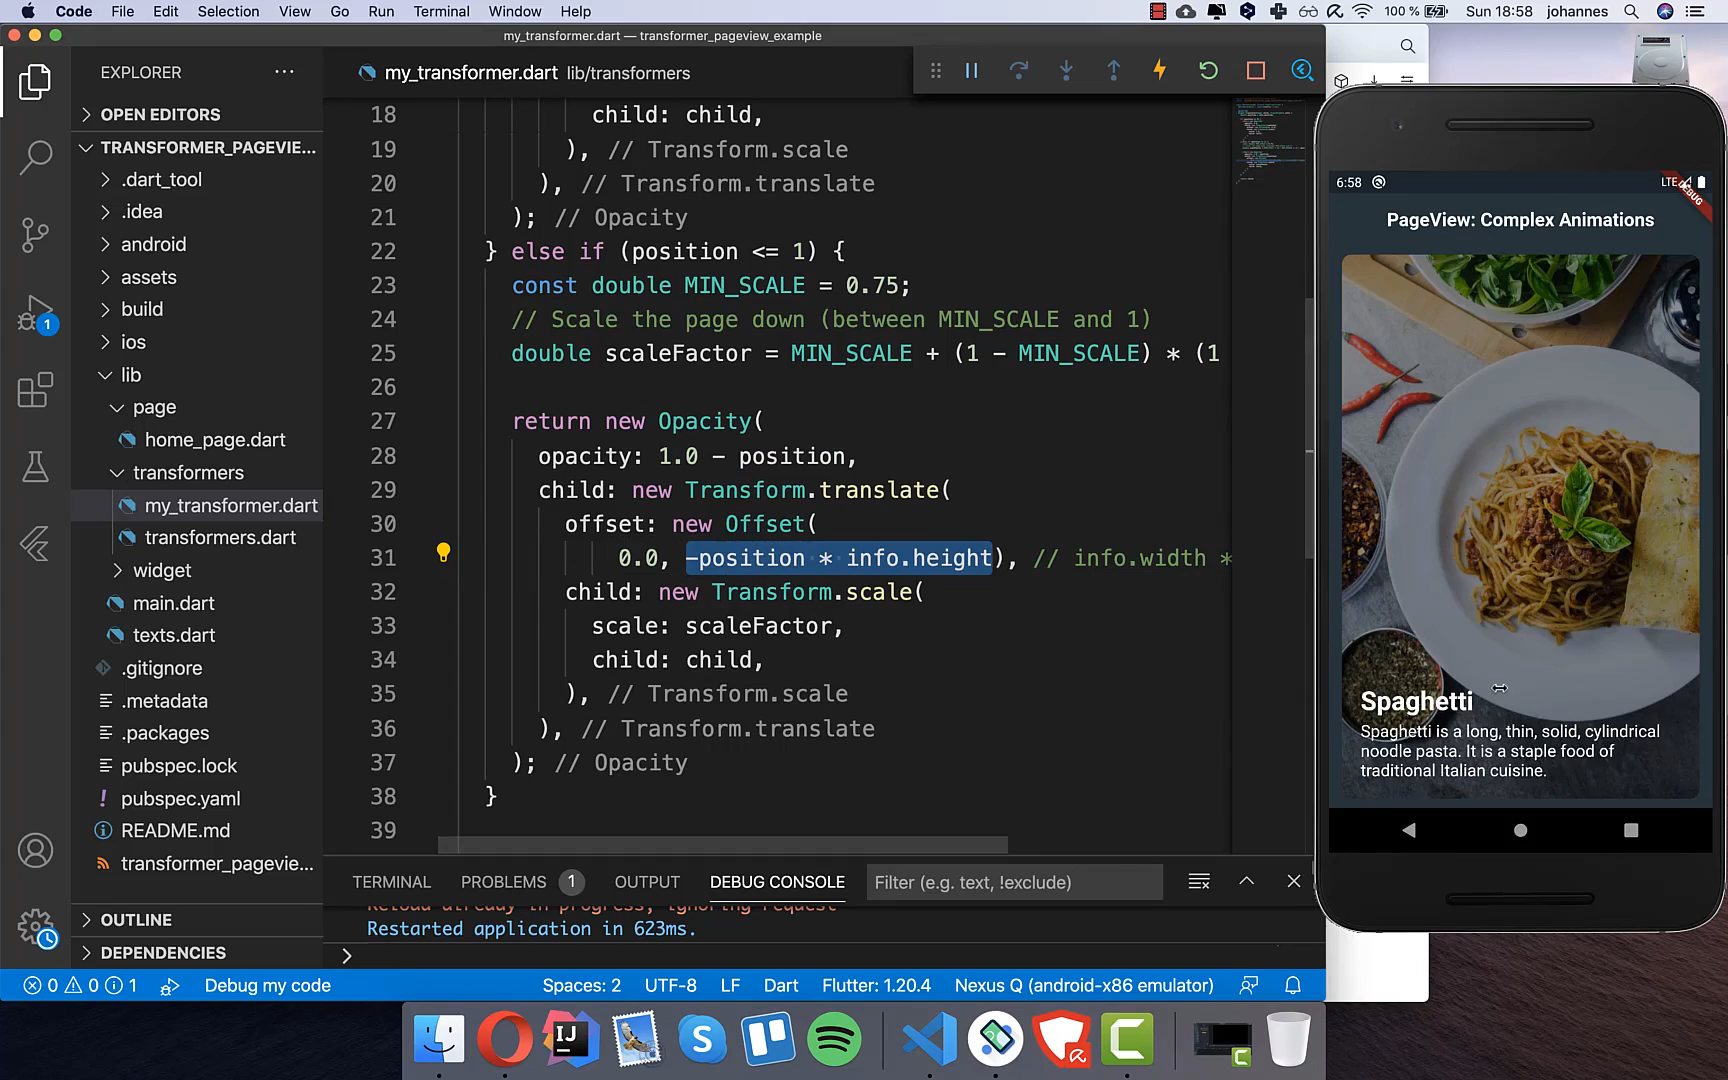 Code File Edit Selection View Go Run Terminal Window Help
100 % Sun 18:58 johannes
my_transformer.dart — transformer_pageview_example
EXPLORER
my_transformer.dart lib/transformers
OPEN EDITORS
TRANSFORMER_PAGEVIE...
.dart_tool
.idea
android
assets
build
ios
lib
page
home_page.dart
transformers
my_transformer.dart
transformers.dart
widget
main.dart
texts.dart
.gitignore
.metadata
.packages
pubspec.lock
pubspec.yaml
README.md
transformer_pagevie...
OUTLINE
DEPENDENCIES
1
18 child: child,
19 ), // Transform.scale
20 ), // Transform.translate
21 ); // Opacity
22 } else if (position <= 1) {
23 const double MIN_SCALE = 0.75;
24 // Scale the page down (between MIN_SCALE and 1)
25 double scaleFactor = MIN_SCALE + (1 - MIN_SCALE) * (1
26
27 return new Opacity(
28 opacity: 1.0 - position,
29 child: new Transform.translate(
30 offset: new Offset(
31 0.0, -position * info.height), // info.width *
32 child: new Transform.scale(
33 scale: scaleFactor,
34 child: child,
35 ), // Transform.scale
36 ), // Transform.translate
37 ); // Opacity
38 }
39
TERMINAL PROBLEMS 1 OUTPUT DEBUG CONSOLE Filter (e.g. text, !exclude)
Reload already in progress, ignoring request
Restarted application in 623ms.
0 0 1 Debug my code Spaces: 2 UTF-8 LF Dart Flutter: 1.20.4 Nexus Q (android-x86 emulator)
6:58 LTE
DEBUG
PageView: Complex Animations
Spaghetti
Spaghetti is a long, thin, solid, cylindrical
noodle pasta. It is a staple food of
traditional Italian cuisine.